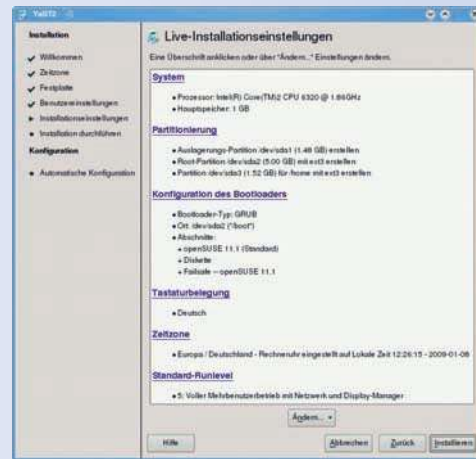 YaST2
Installation
Willkommen
Zeitzone
Festplatte
Benutzereinstellungen
Installationseinstellungen
Installation durchführen
Konfiguration
Automatische Konfiguration
Live-Installationseinstellungen
Eine Überschrift anklicken oder über "Ändern..." Einstellungen ändern.
System
• Prozessor: Intel(R) Core(TM)2 CPU 6320 @ 1.86GHz
• Hauptspeicher: 1 GB
Partitionierung
• Auslagerungs-Partition /dev/sda1 (1.48 GB) erstellen
• Root-Partition /dev/sda2 (5.00 GB) mit ext3 erstellen
• Partition /dev/sda3 (1.52 GB) für /home mit ext3 erstellen
Konfiguration des Bootloaders
• Bootloader-Typ: GRUB
• Ort: /dev/sda2 ("/boot")
• Abschnitte:
+ openSUSE 11.1 (Standard)
+ Diskette
+ Failsafe -- openSUSE 11.1
Tastaturbelegung
• Deutsch
Zeitzone
• Europa / Deutschland - Rechneruhr eingestellt auf Lokale Zeit 12:26:15 - 2009-01-08
Standard-Runlevel
• 5: Voller Mehrbenutzerbetrieb mit Netzwerk und Display-Manager
Ändern...
Hilfe
Abbrechen
Zurück
Installieren